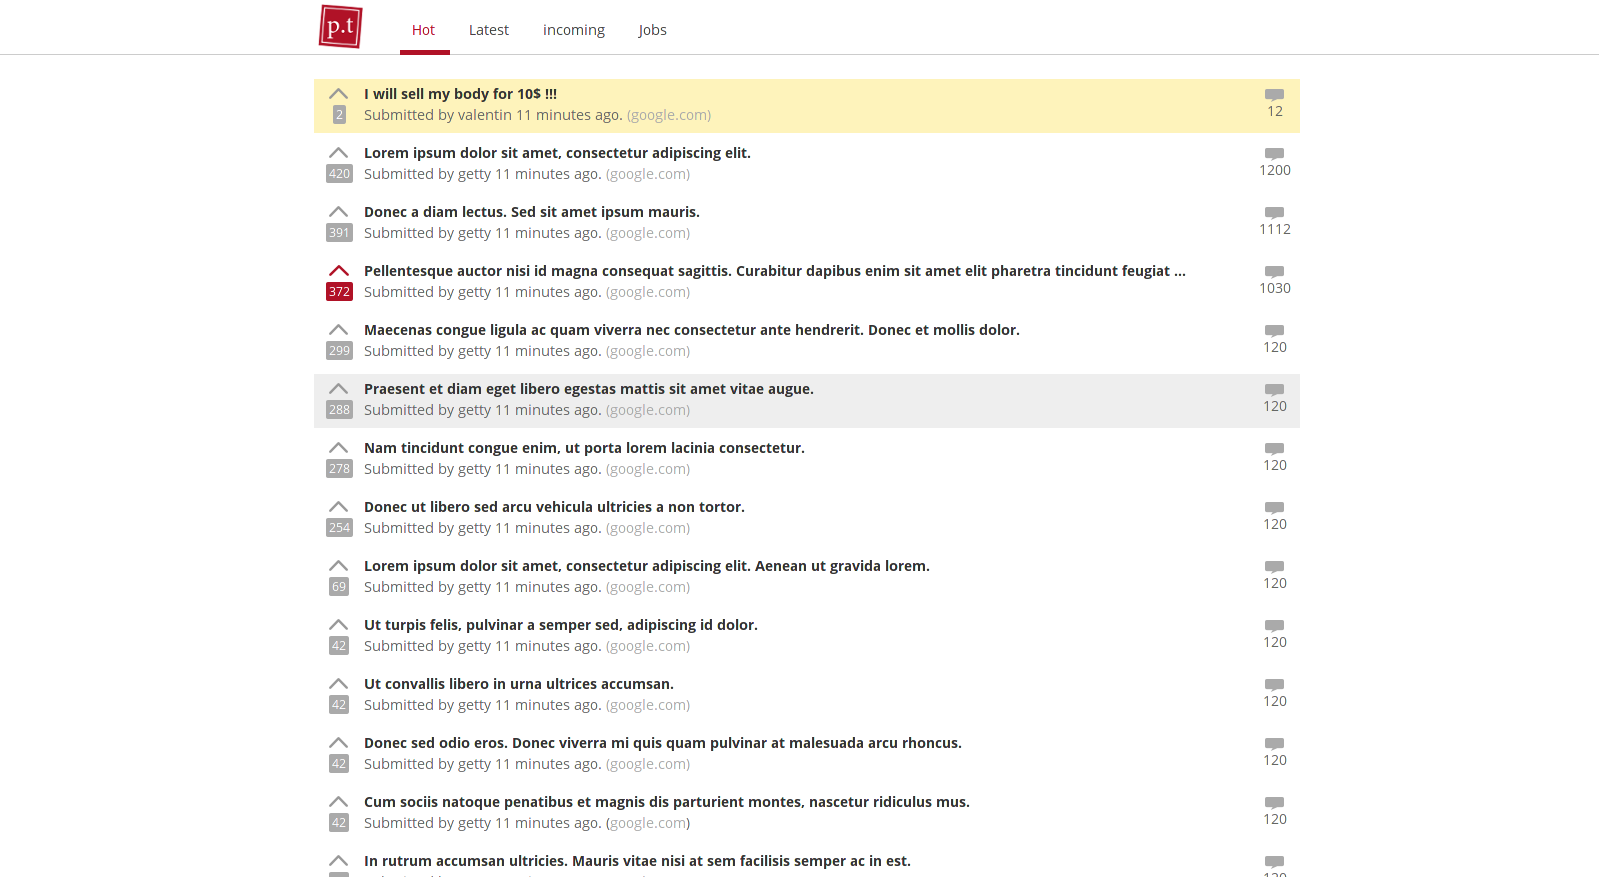 p.t
Hot Latest incoming Jobs
I will sell my body for 10$ !!!
2 Submitted by valentin 11 minutes ago. (google.com) 12
Lorem ipsum dolor sit amet, consectetur adipiscing elit.
420 Submitted by getty 11 minutes ago. (google.com) 1200
Donec a diam lectus. Sed sit amet ipsum mauris.
391 Submitted by getty 11 minutes ago. (google.com) 1112
Pellentesque auctor nisi id magna consequat sagittis. Curabitur dapibus enim sit amet elit pharetra tincidunt feugiat ...
372 Submitted by getty 11 minutes ago. (google.com) 1030
Maecenas congue ligula ac quam viverra nec consectetur ante hendrerit. Donec et mollis dolor.
299 Submitted by getty 11 minutes ago. (google.com) 120
Praesent et diam eget libero egestas mattis sit amet vitae augue.
288 Submitted by getty 11 minutes ago. (google.com) 120
Nam tincidunt congue enim, ut porta lorem lacinia consectetur.
278 Submitted by getty 11 minutes ago. (google.com) 120
Donec ut libero sed arcu vehicula ultricies a non tortor.
254 Submitted by getty 11 minutes ago. (google.com) 120
Lorem ipsum dolor sit amet, consectetur adipiscing elit. Aenean ut gravida lorem.
69 Submitted by getty 11 minutes ago. (google.com) 120
Ut turpis felis, pulvinar a semper sed, adipiscing id dolor.
42 Submitted by getty 11 minutes ago. (google.com) 120
Ut convallis libero in urna ultrices accumsan.
42 Submitted by getty 11 minutes ago. (google.com) 120
Donec sed odio eros. Donec viverra mi quis quam pulvinar at malesuada arcu rhoncus.
42 Submitted by getty 11 minutes ago. (google.com) 120
Cum sociis natoque penatibus et magnis dis parturient montes, nascetur ridiculus mus.
42 Submitted by getty 11 minutes ago. (google.com) 120
In rutrum accumsan ultricies. Mauris vitae nisi at sem facilisis semper ac in est.